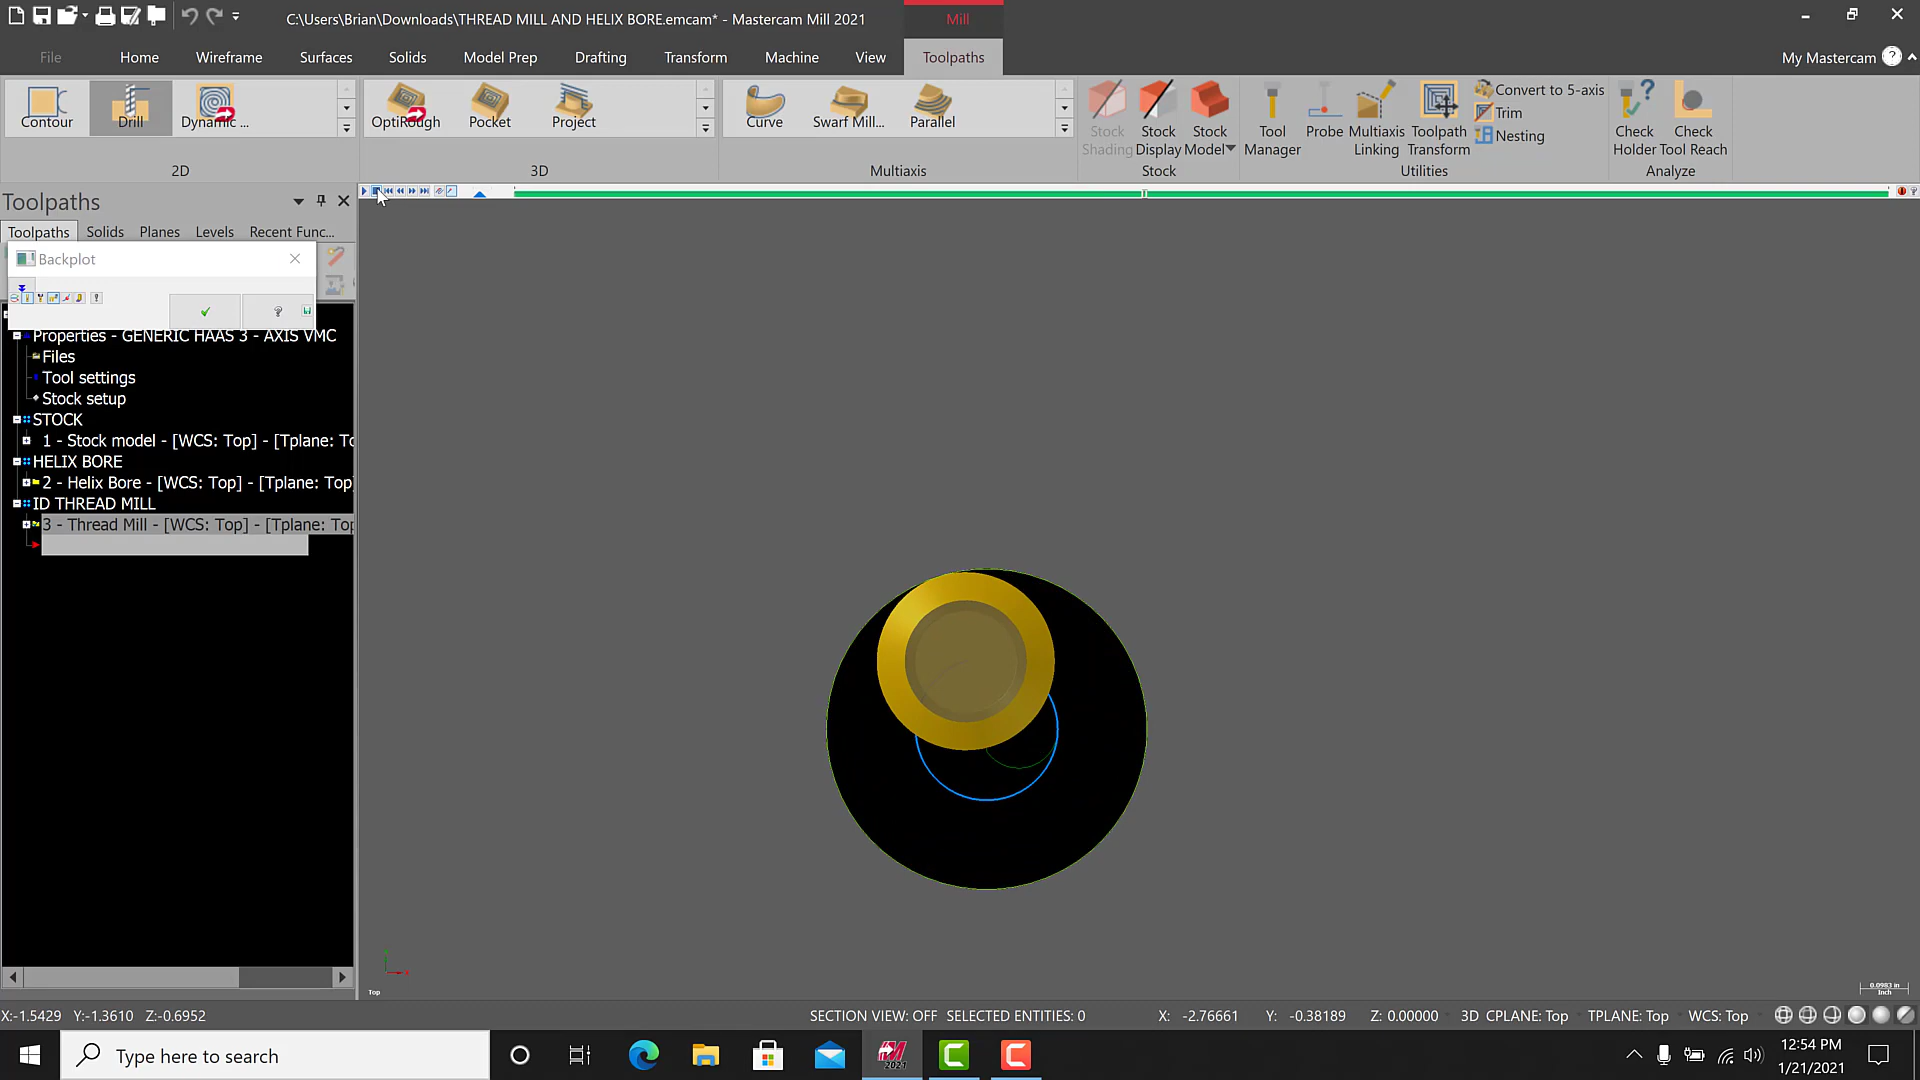 C:\Users\Brian\Downloads\THREAD MILL AND HELIX BORE.emcam* - Mastercam Mill 2021
Mill
File
Home
Wireframe
Surfaces
Solids
Model Prep
Drafting
Transform
Machine
View
Toolpaths
My Mastercam
Contour
Drill
Dynamic ...
OptiRough
Pocket
Project
Curve
Swarf Mill...
Parallel
Stock Shading
Stock Display
Stock Model
Tool Manager
Probe
Multiaxis Linking
Toolpath Transform
Convert to 5-axis
Trim
Nesting
Check Holder
Check Tool Reach
2D
3D
Multiaxis
Stock
Utilities
Analyze
Toolpaths
Toolpaths
Solids
Planes
Levels
Recent Func...
Backplot
Properties - GENERIC HAAS 3 - AXIS VMC
Files
Tool settings
Stock setup
STOCK
1 - Stock model - [WCS: Top] - [Tplane: To
HELIX BORE
2 - Helix Bore - [WCS: Top] - [Tplane: Top
ID THREAD MILL
3 - Thread Mill - [WCS: Top] - [Tplane: Top
Top
0.0983 in
Inch
X:-1.5429 Y:-1.3610 Z:-0.6952
SECTION VIEW: OFF SELECTED ENTITIES: 0
X: -2.76661 Y: -0.38189 Z: 0.00000 3D CPLANE: Top TPLANE: Top WCS: Top
Type here to search
2021
12:54 PM
1/21/2021